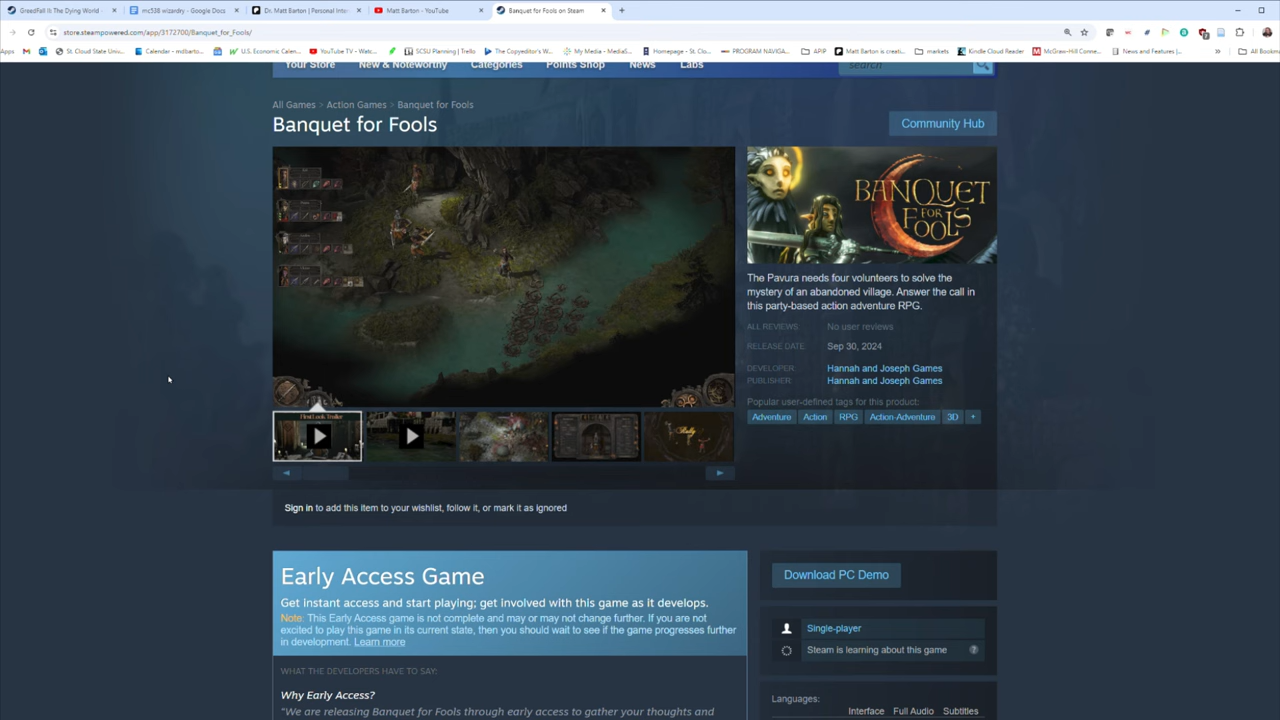 GreedFall II: The Dying World
mc538 wizardry - Google Docs
Dr. Matt Barton | Personal Inte
Matt Barton - YouTube
Banquet for Fools on Steam
store.steampowered.com/app/3172700/Banquet_for_Fools/
Apps
St. Cloud State Univ...
Calendar - mdbarto...
U.S. Economic Calen...
YouTube TV - Watch...
SCSU Planning | Trello
The Copyeditor's W...
My Media - MediaS...
Homepage - St. Clo...
PROGRAM NAVIGA...
APIP
Matt Barton is creati...
markets
Kindle Cloud Reader
McGraw-Hill Conne...
News and Features |...
»
All Bookm
Your Store
New & Noteworthy
Categories
Points Shop
News
Labs
search
All Games > Action Games > Banquet for Fools
Banquet for Fools
Community Hub
BANQUET
FOR
FOOLS
The Pavura needs four volunteers to solve the
mystery of an abandoned village. Answer the call in
this party-based action adventure RPG.
ALL REVIEWS: No user reviews
RELEASE DATE: Sep 30, 2024
DEVELOPER: Hannah and Joseph Games
PUBLISHER: Hannah and Joseph Games
Popular user-defined tags for this product:
Adventure Action RPG Action-Adventure 3D +
First Look Trailer
Sign in to add this item to your wishlist, follow it, or mark it as ignored
Early Access Game
Get instant access and start playing; get involved with this game as it develops.
Note: This Early Access game is not complete and may or may not change further. If you are
not excited to play this game in its current state, then you should wait to see if the game progresses further
in development. Learn more
WHAT THE DEVELOPERS HAVE TO SAY:
Why Early Access?
"We are releasing Banquet for Fools through early access to gather your thoughts and
Download PC Demo
Single-player
Steam is learning about this game ?
Languages:
Interface Full Audio Subtitles